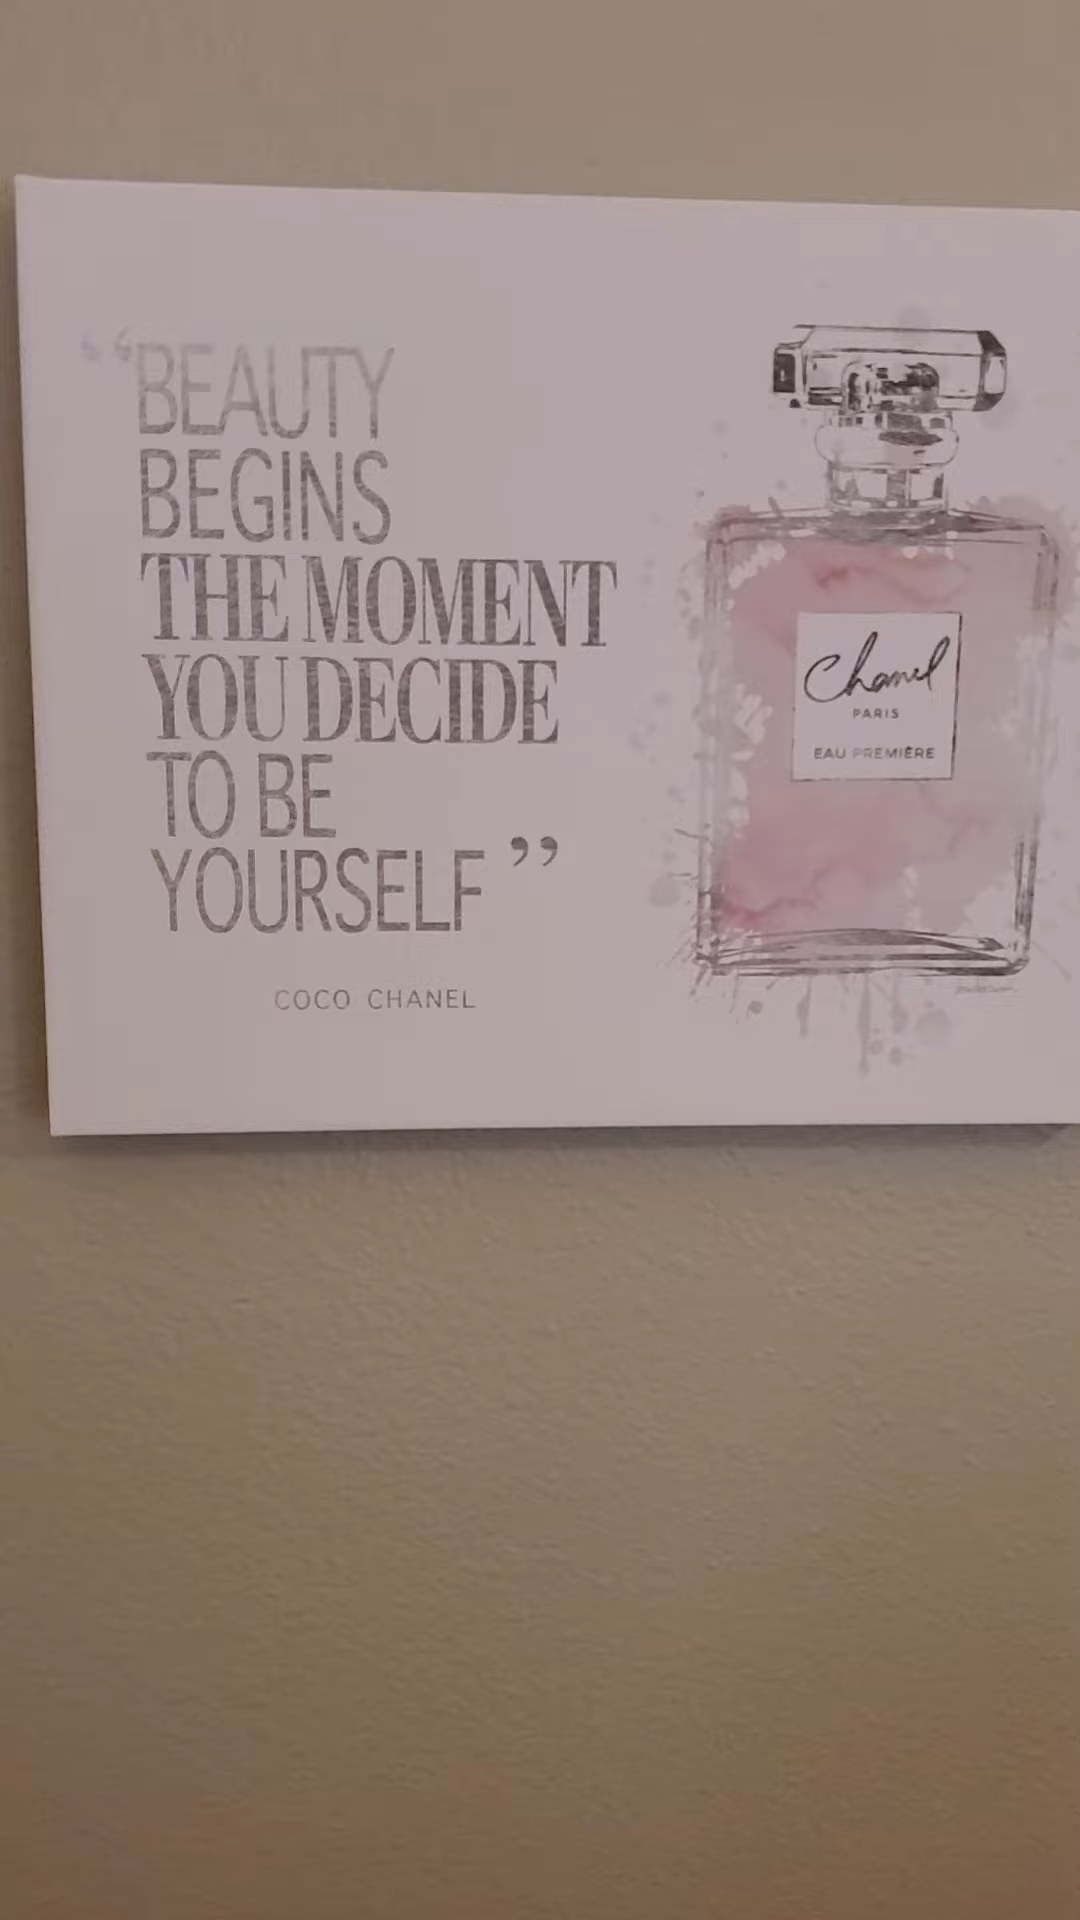 “BEAUTY
BEGINS
THE MOMENT
YOU DECIDE
TO BE
YOURSELF”
COCO CHANEL
Chanel
PARIS
EAU PREMIÈRE